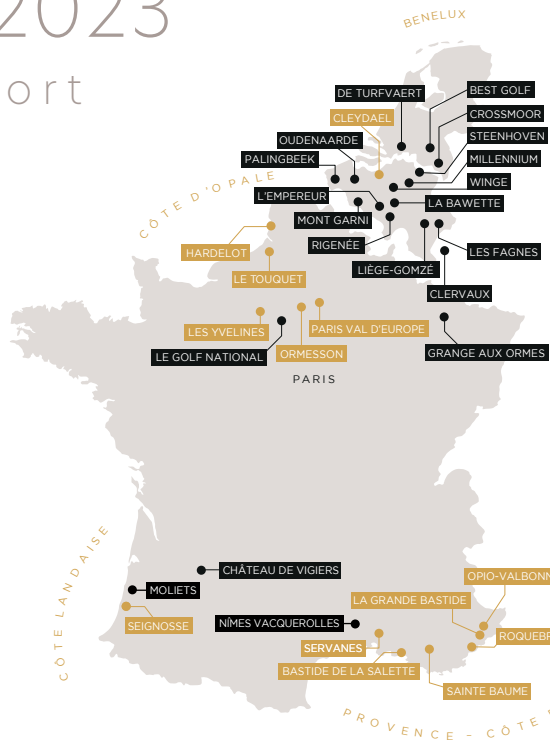 2023
ort
BENELUX
DE TURFVAERT
BEST GOLF
CLEYDAEL
CROSSMOOR
OUDENAARDE
STEENHOVEN
PALINGBEEK
MILLENNIUM
WINGE
L'EMPEREUR
LA BAWETTE
CÔTE D'OPALE
MONT GARNI
RIGENÉE
HARDELOT
LES FAGNES
LIÈGE-GOMZÉ
LE TOUQUET
CLERVAUX
LES YVELINES
PARIS VAL D'EUROPE
LE GOLF NATIONAL
ORMESSON
GRANGE AUX ORMES
PARIS
CÔTE LANDAISE
CHÂTEAU DE VIGIERS
OPIO-VALBONN
MOLIETS
LA GRANDE BASTIDE
SEIGNOSSE
NÎMES VACQUEROLLES
ROQUEBR
SERVANES
BASTIDE DE LA SALETTE
SAINTE BAUME
PROVENCE - CÔTE